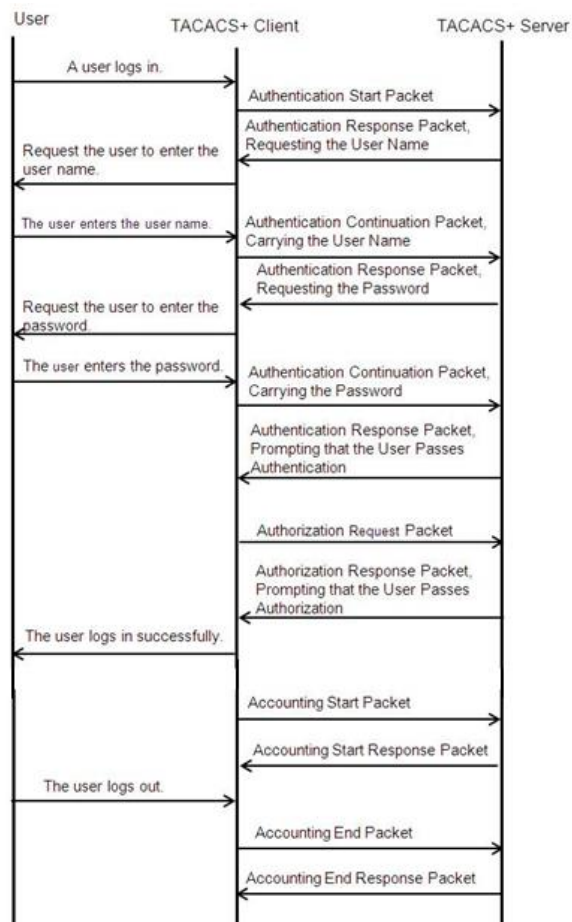 User
TACACS+ Client
TACACS+ Server
A user logs in.
Authentication Start Packet
Authentication Response Packet,
Requesting the User Name
Request the user to enter the
user name.
The user enters the user name.
Authentication Continuation Packet,
Carrying the User Name
Authentication Response Packet,
Requesting the Password
Request the user to enter the
password.
The user enters the password.
Authentication Continuation Packet,
Carrying the Password
Authentication Response Packet,
Prompting that the User Passes
Authentication
Authorization Request Packet
Authorization Response Packet,
Prompting that the User Passes
Authorization
The user logs in successfully.
Accounting Start Packet
Accounting Start Response Packet
The user logs out.
Accounting End Packet
Accounting End Response Packet